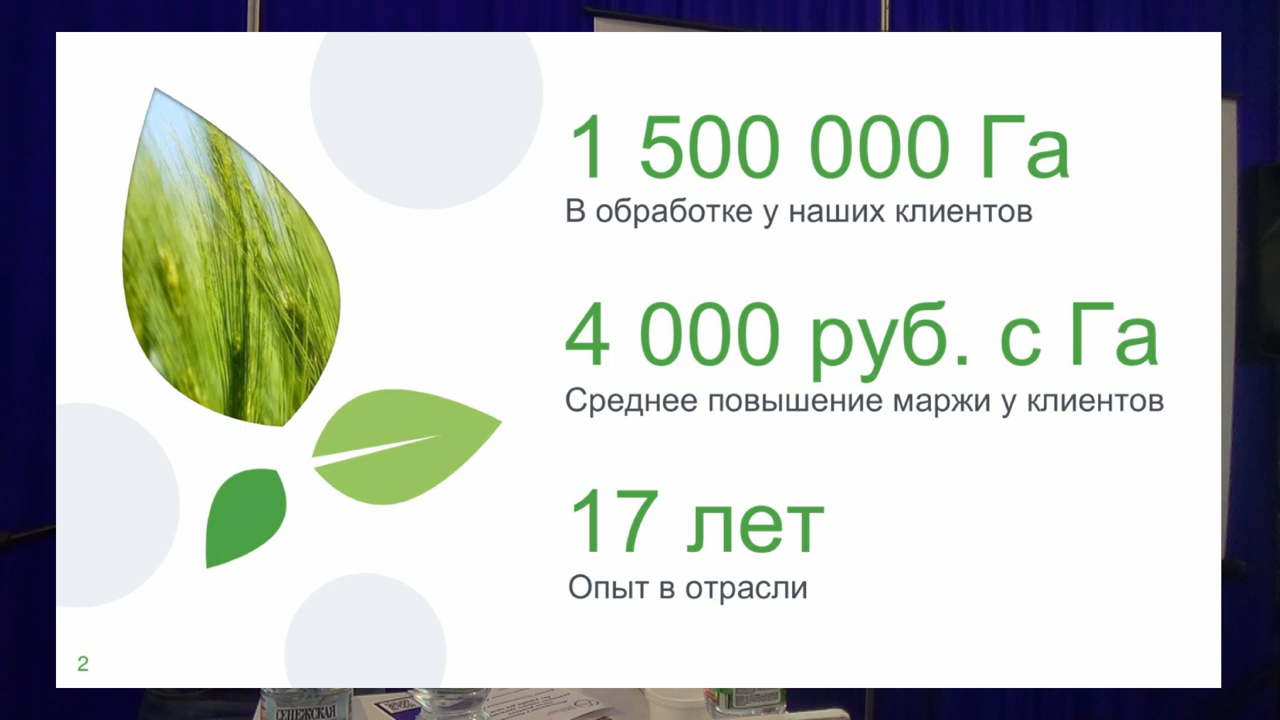 1 500 000 Га
В обработке у наших клиентов
4 000 руб. с Га
Среднее повышение маржи у клиентов
17 лет
Опыт в отрасли
2
СЕНЕЖСКАЯ